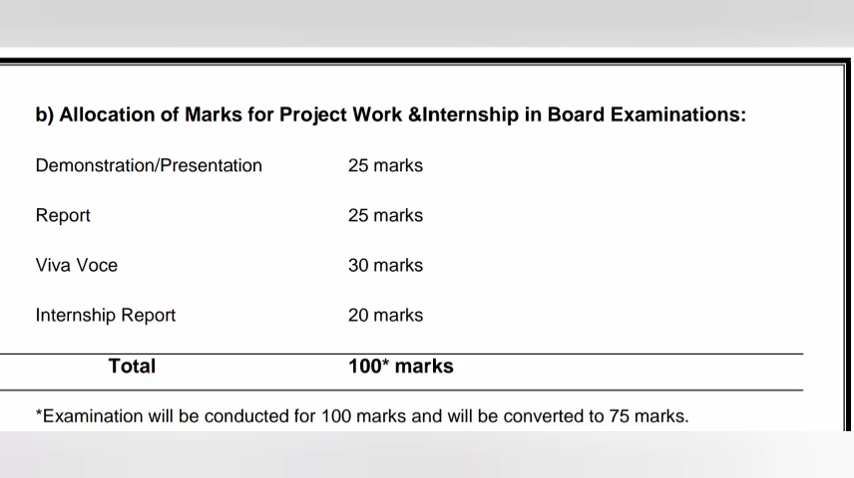 b) Allocation of Marks for Project Work &Internship in Board Examinations:
Demonstration/Presentation 25 marks
Report 25 marks
Viva Voce 30 marks
Internship Report 20 marks
Total 100* marks
*Examination will be conducted for 100 marks and will be converted to 75 marks.